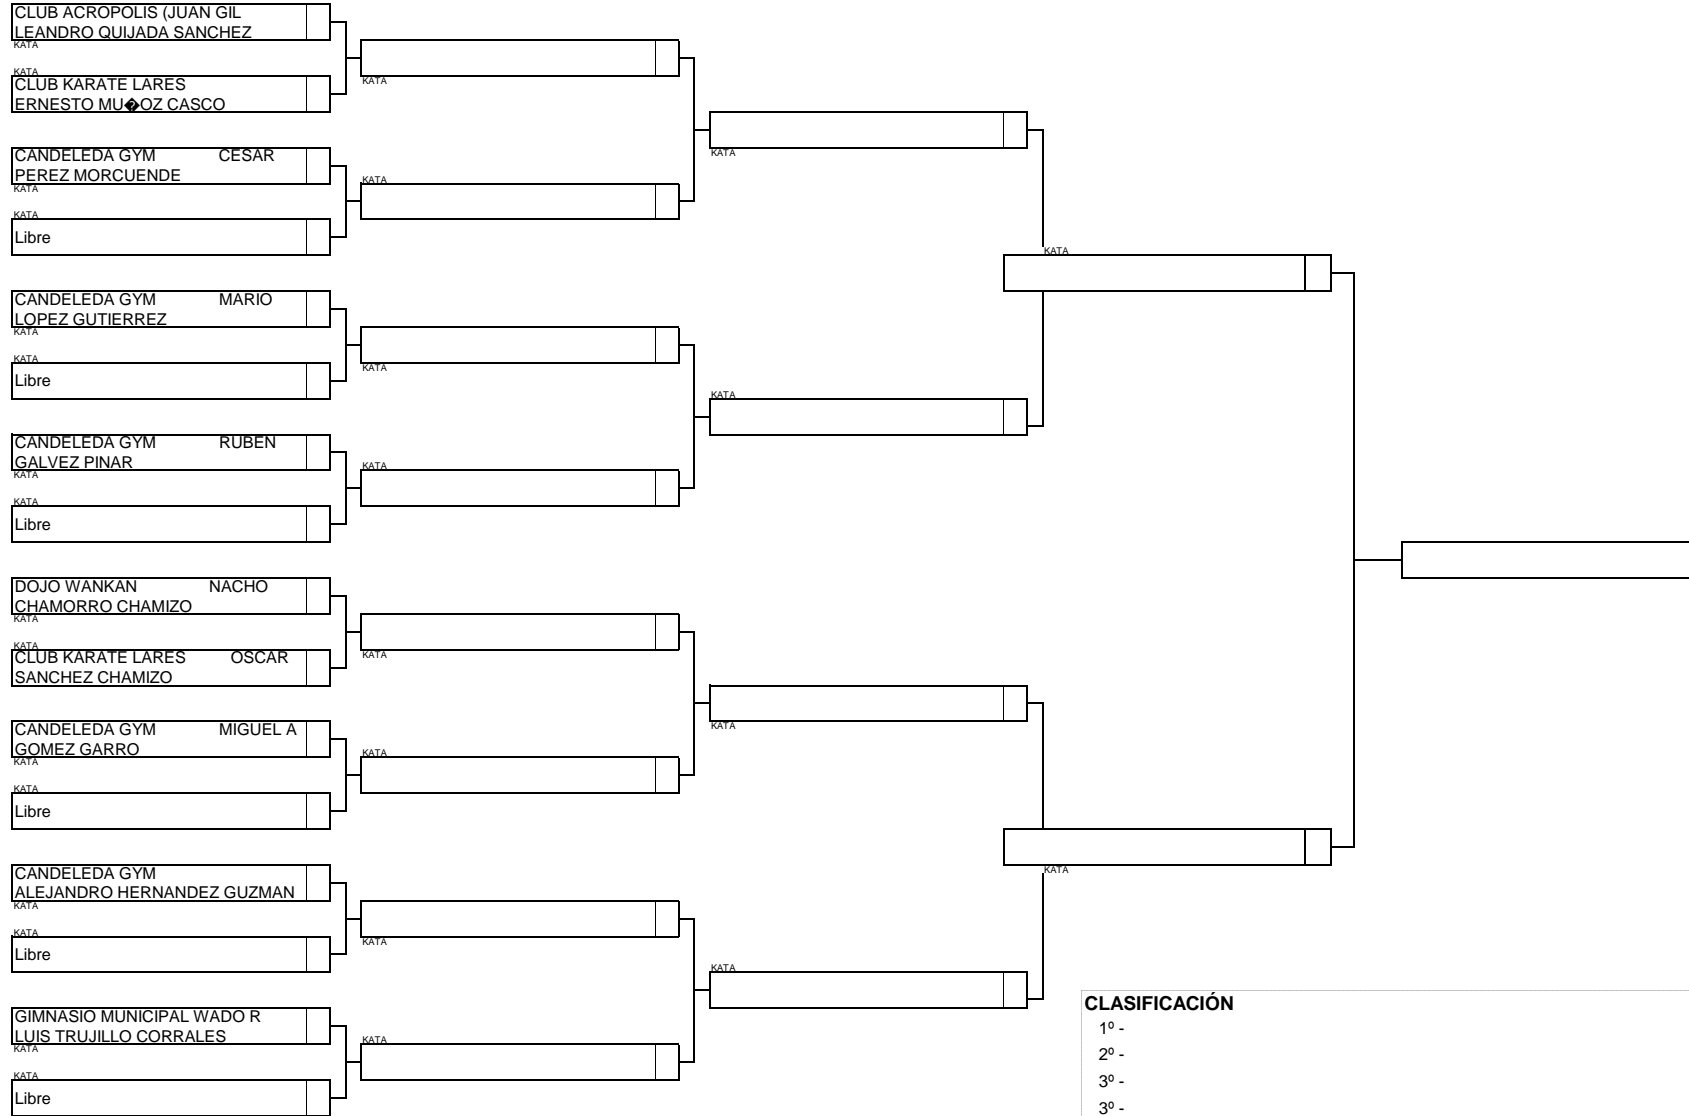 CLUB ACROPOLIS (JUAN GIL
LEANDRO QUIJADA SANCHEZ
KATA
KATA
CLUB KARATE LARES
ERNESTO MU�OZ CASCO
KATA
CANDELEDA GYM CESAR
PEREZ MORCUENDE
KATA
KATA
Libre
KATA
KATA
CANDELEDA GYM MARIO
LOPEZ GUTIERREZ
KATA
KATA
Libre
KATA
CANDELEDA GYM RUBEN
GALVEZ PINAR
KATA
KATA
Libre
KATA
KATA
KATA
DOJO WANKAN NACHO
CHAMORRO CHAMIZO
KATA
KATA
CLUB KARATE LARES OSCAR
SANCHEZ CHAMIZO
KATA
CANDELEDA GYM MIGUEL A
GOMEZ GARRO
KATA
KATA
Libre
KATA
KATA
CANDELEDA GYM
ALEJANDRO HERNANDEZ GUZMAN
KATA
KATA
Libre
KATA
GIMNASIO MUNICIPAL WADO R
LUIS TRUJILLO CORRALES
KATA
KATA
Libre
KATA
KATA
KATA
CLASIFICACIÓN
1º -
2º -
3º -
3º -